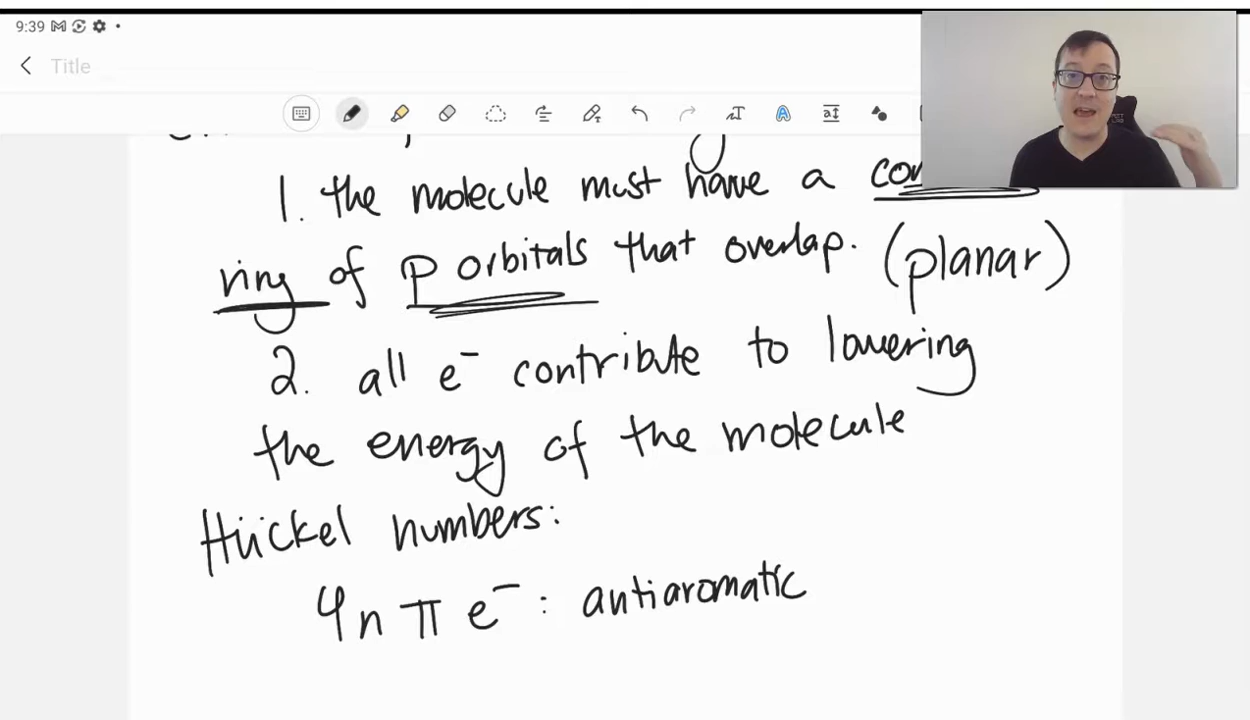 9:39
Title
1. the molecule must have a
ring of p orbitals that overlap. (planar)
2. all e⁻ contribute to lowering
the energy of the molecule
Hückel numbers:
4n π e⁻ : antiaromatic